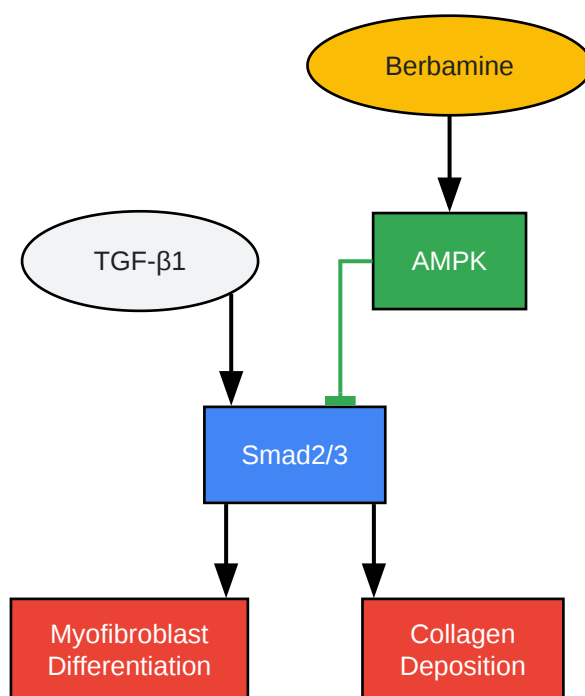 Berbamine
TGF-β1
AMPK
Smad2/3
Myofibroblast
Differentiation
Collagen
Deposition